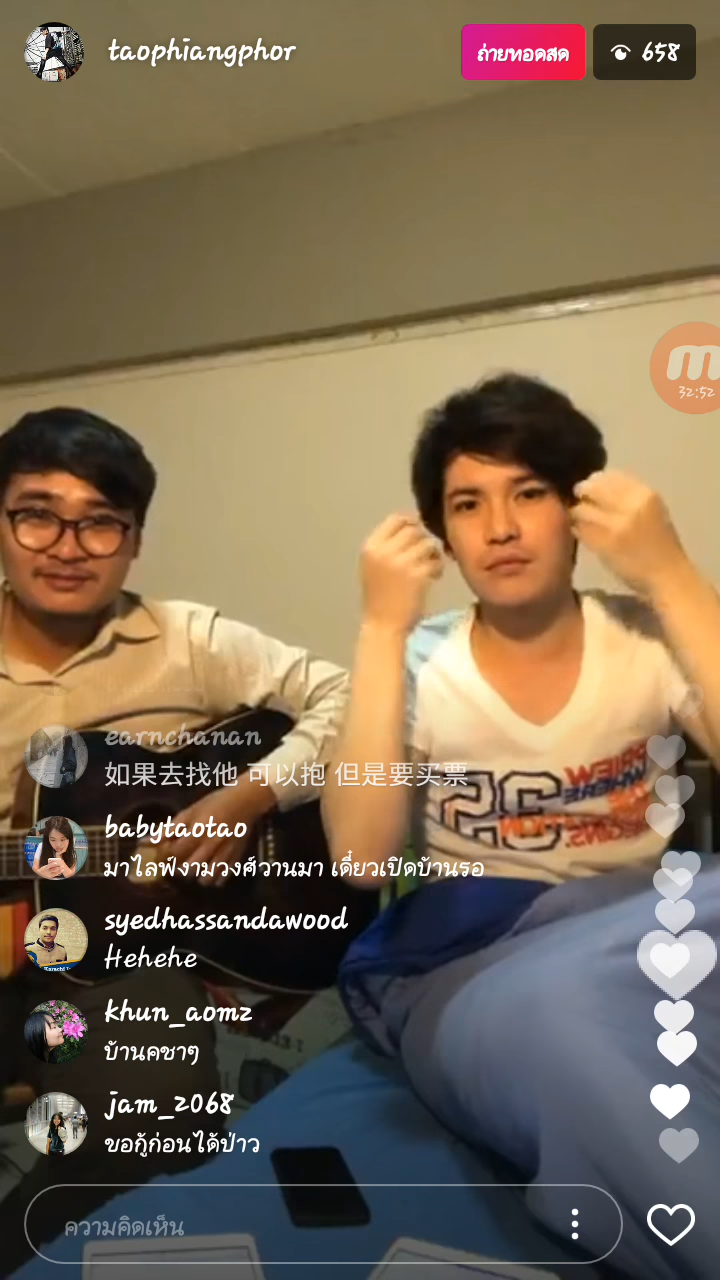 taophiangphor
ถ่ายทอดสด
658
32:52
earnchanan
如果去找他 可以抱 但是要买票
babytaotao
มาไลฟ์งามวงศ์วานมา เดี๋ยวเปิดบ้านรอ
syedhassandawood
Hehehe
khun_aomz
บ้านคชาๆ
jam_2068
ขอกู้ก่อนได้ป่าว
ความคิดเห็น
26